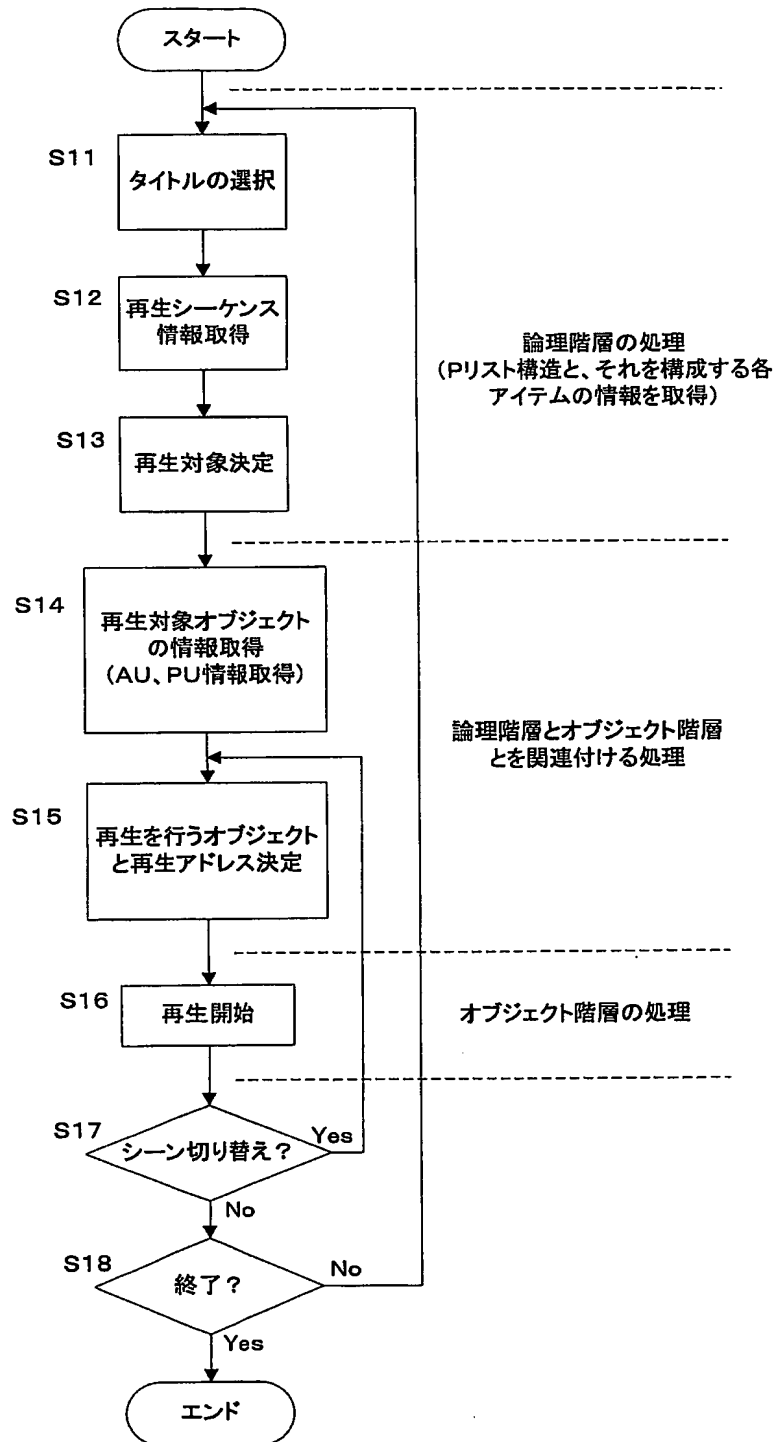 スタート
S11
タイトルの選択
S12
再生シーケンス
情報取得
論理階層の処理
(Pリスト構造と、それを構成する各
アイテムの情報を取得)
S13
再生対象決定
S14
再生対象オブジェクト
の情報取得
(AU、PU情報取得)
論理階層とオブジェクト階層
とを関連付ける処理
S15
再生を行うオブジェクト
と再生アドレス決定
S16
再生開始
オブジェクト階層の処理
S17
シーン切り替え?
Yes
No
S18
終了?
No
Yes
エンド